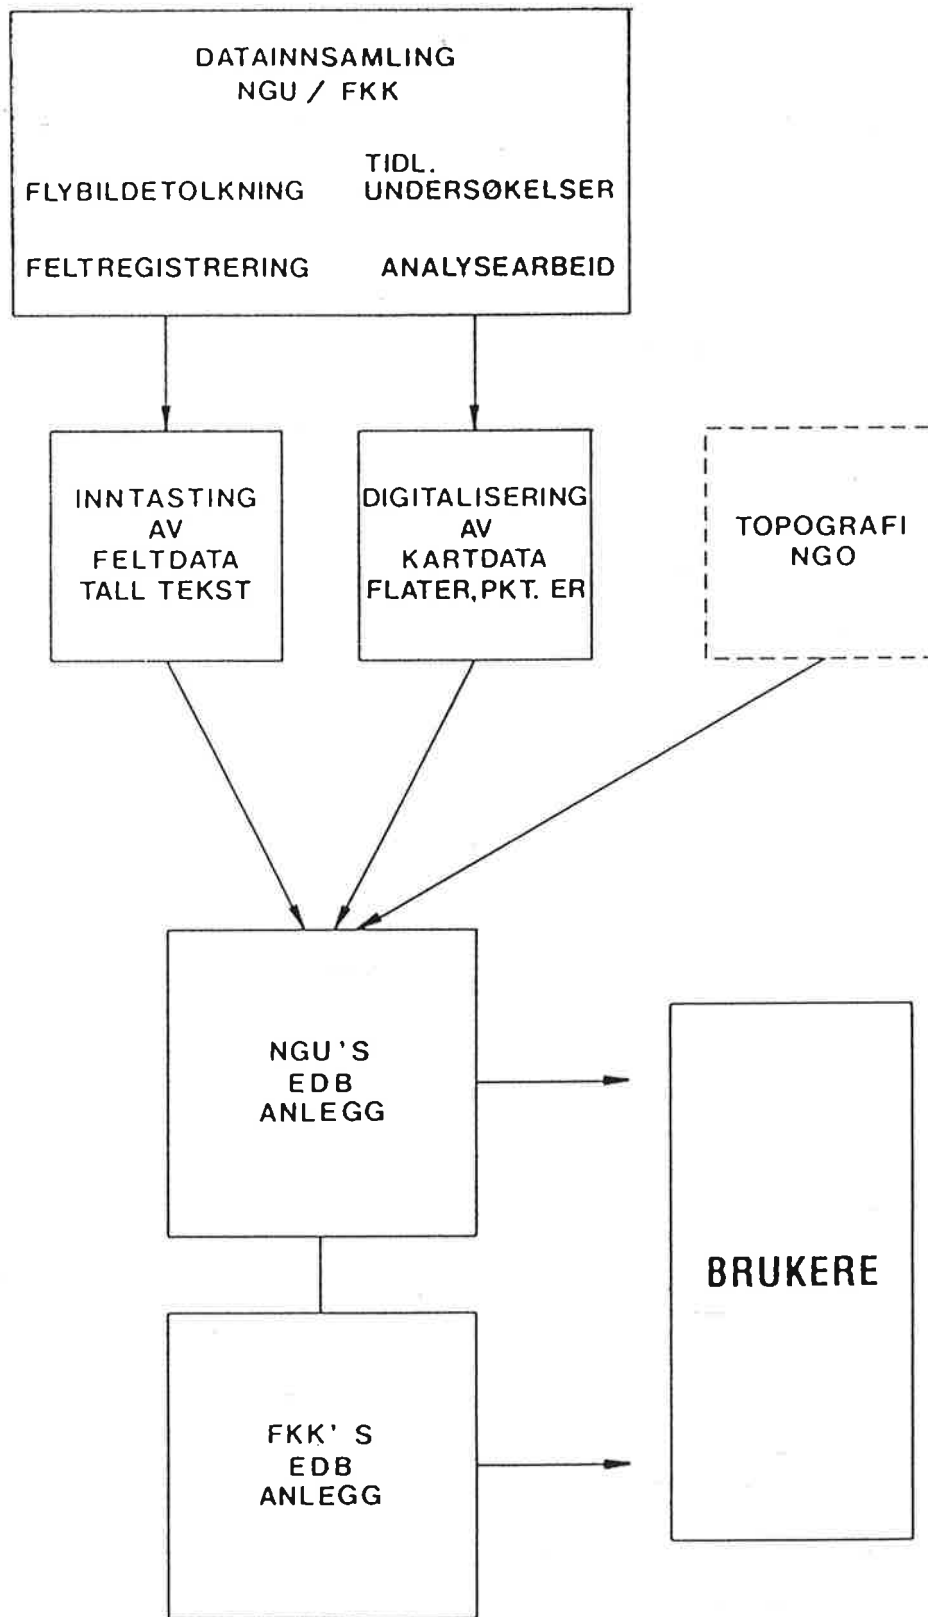 DATAINNSAMLING
NGU / FKK
FLYBILDETOLKNING
TIDL.
UNDERSØKELSER
FELTREGISTRERING
ANALYSEARBEID
INNTASTING
AV
FELTDATA
TALL TEKST
DIGITALISERING
AV
KARTDATA
FLATER, PKT. ER
TOPOGRAFI
NGO
NGU'S
EDB
ANLEGG
BRUKERE
FKK' S
EDB
ANLEGG